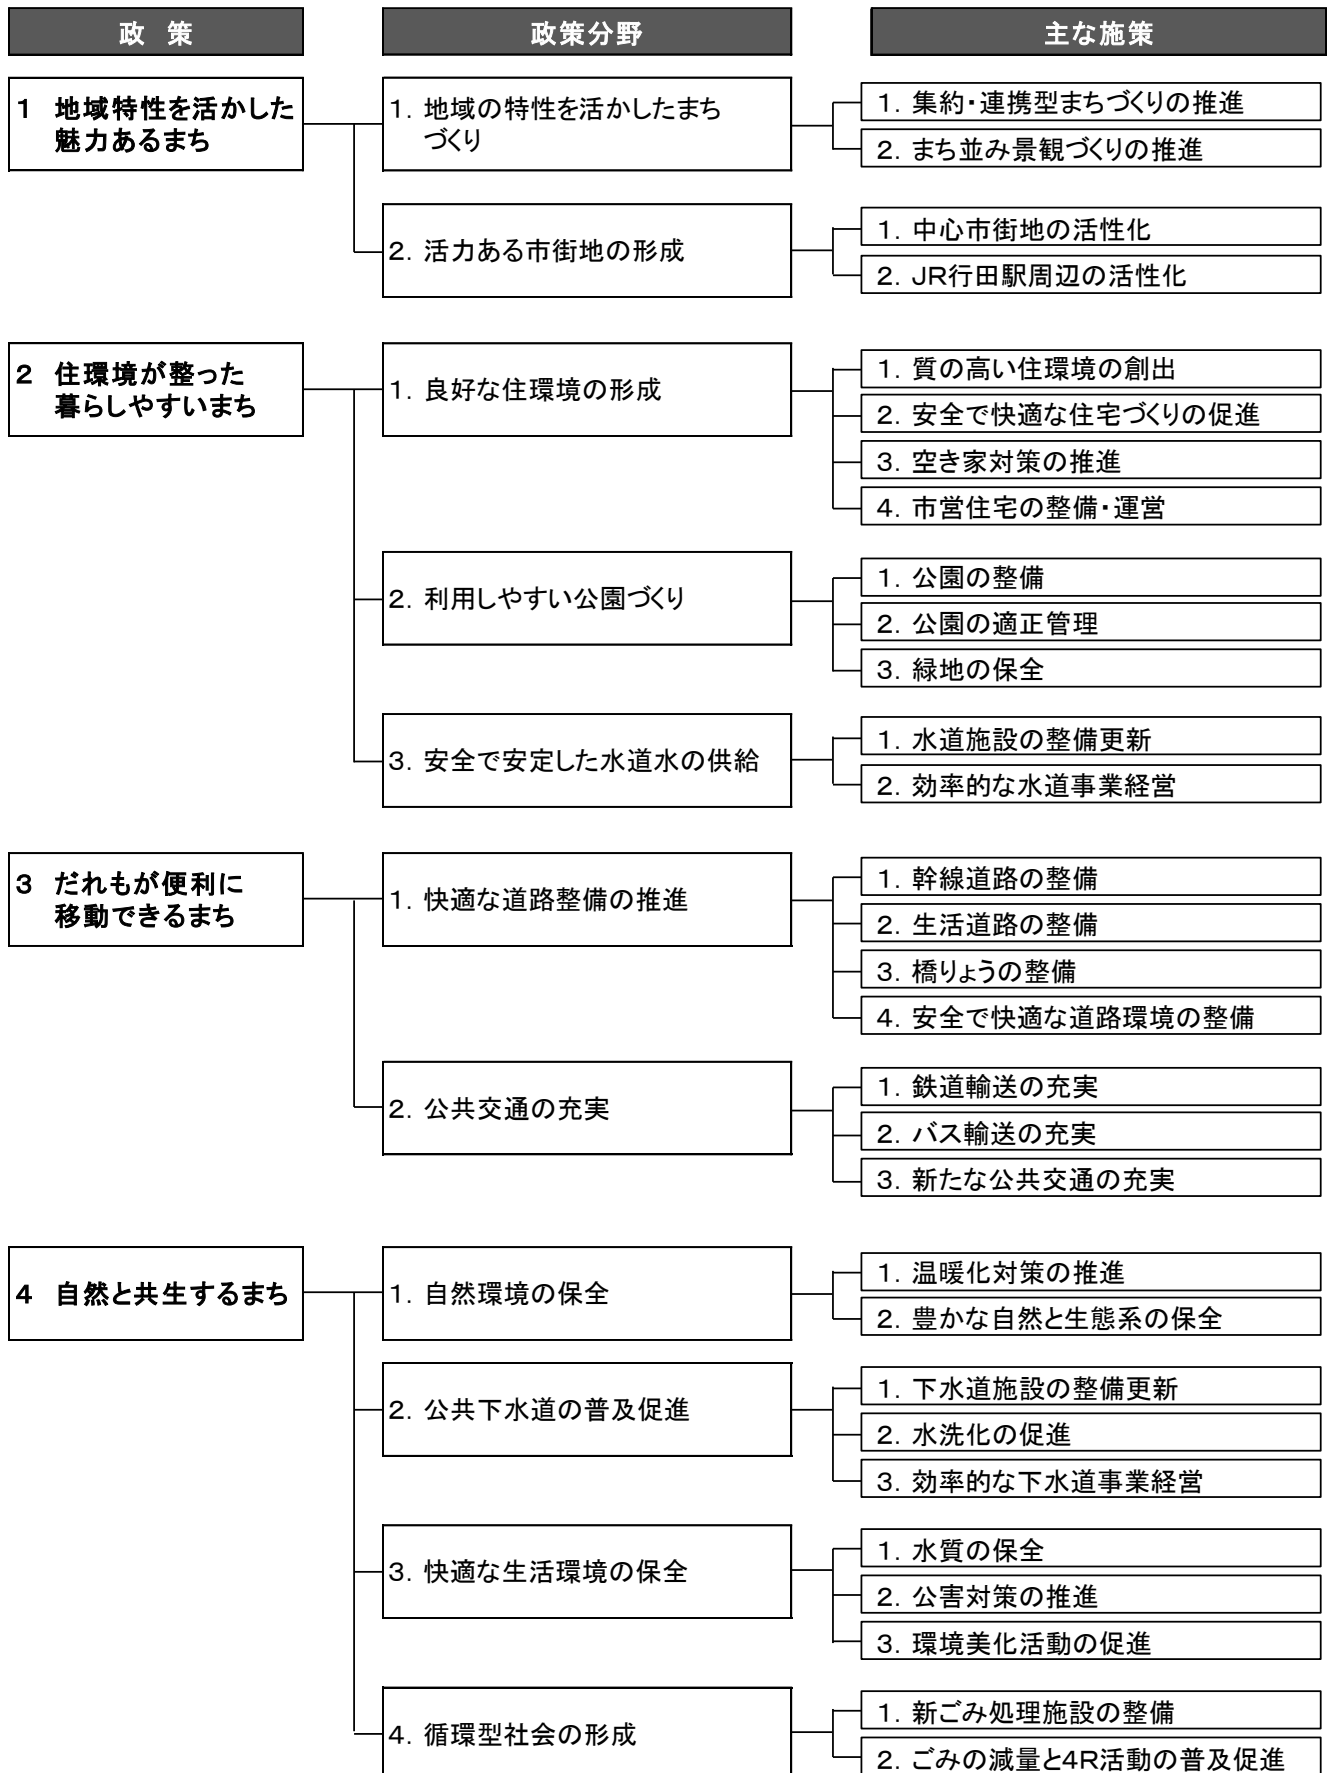 政 策
政策分野
主な施策
1 地域特性を活かした
魅力あるまち
1. 地域の特性を活かしたまち
づくり
1. 集約・連携型まちづくりの推進
2. まち並み景観づくりの推進
2. 活力ある市街地の形成
1. 中心市街地の活性化
2. JR行田駅周辺の活性化
2 住環境が整った
暮らしやすいまち
1. 良好な住環境の形成
1. 質の高い住環境の創出
2. 安全で快適な住宅づくりの促進
3. 空き家対策の推進
4. 市営住宅の整備・運営
2. 利用しやすい公園づくり
1. 公園の整備
2. 公園の適正管理
3. 緑地の保全
3. 安全で安定した水道水の供給
1. 水道施設の整備更新
2. 効率的な水道事業経営
3 だれもが便利に
移動できるまち
1. 快適な道路整備の推進
1. 幹線道路の整備
2. 生活道路の整備
3. 橋りょうの整備
4. 安全で快適な道路環境の整備
2. 公共交通の充実
1. 鉄道輸送の充実
2. バス輸送の充実
3. 新たな公共交通の充実
4 自然と共生するまち
1. 自然環境の保全
1. 温暖化対策の推進
2. 豊かな自然と生態系の保全
2. 公共下水道の普及促進
1. 下水道施設の整備更新
2. 水洗化の促進
3. 効率的な下水道事業経営
3. 快適な生活環境の保全
1. 水質の保全
2. 公害対策の推進
3. 環境美化活動の促進
4. 循環型社会の形成
1. 新ごみ処理施設の整備
2. ごみの減量と4R活動の普及促進